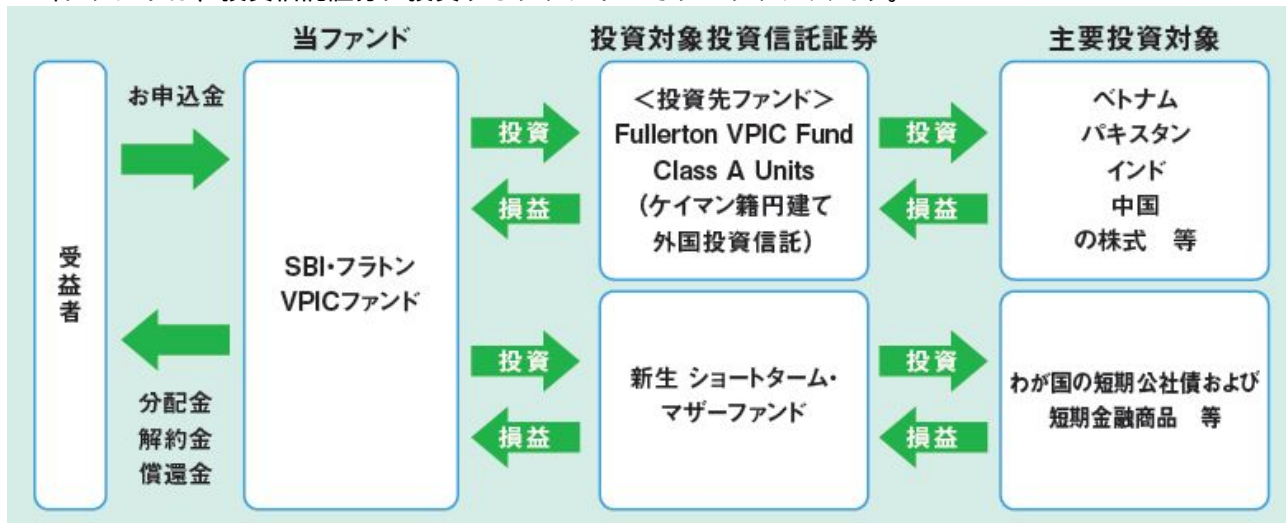 当ファンド
投資対象投資信託証券
主要投資対象
受益者
お申込金
分配金
解約金
償還金
SBI・フラトン
VPICファンド
投資
損益
<投資先ファンド>
Fullerton VPIC Fund
Class A Units
(ケイマン籍円建て
外国投資信託)
投資
損益
ベトナム
パキスタン
インド
中国
の株式 等
投資
損益
新生 ショートターム・
マザーファンド
投資
損益
わが国の短期公社債および
短期金融商品 等